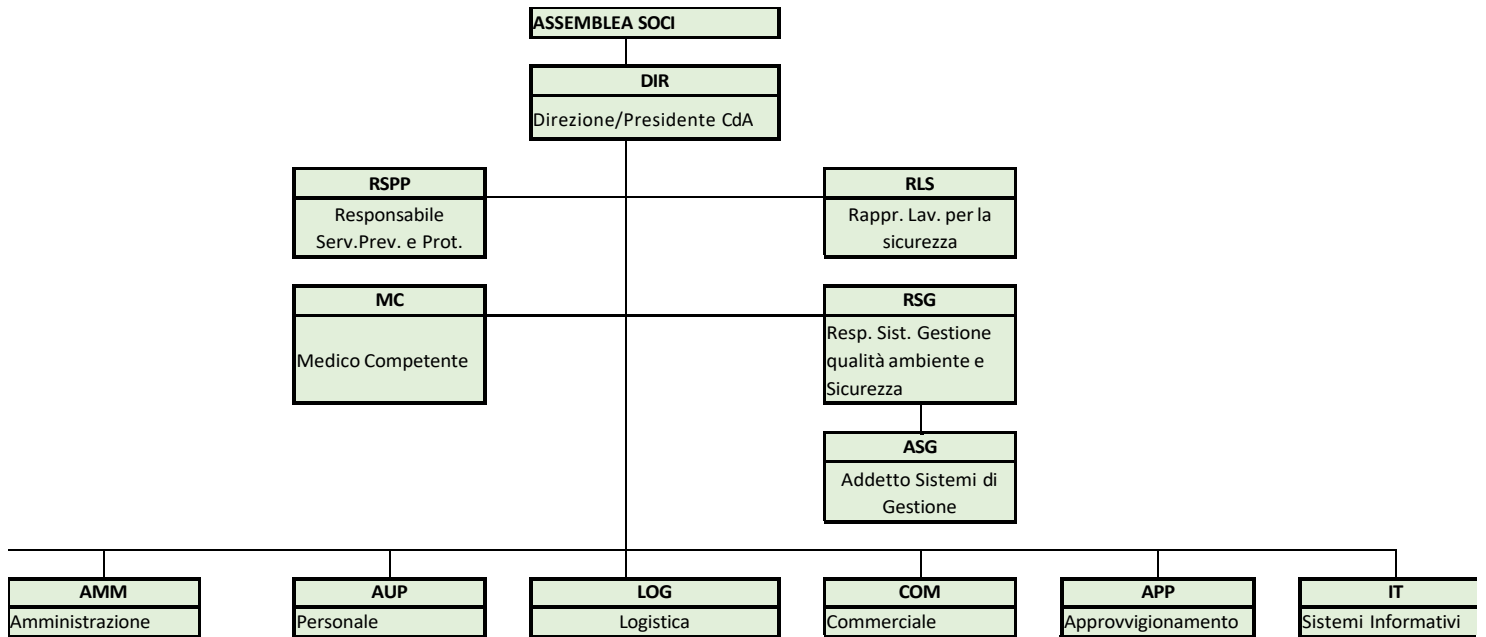 ASSEMBLEA SOCI
DIR
Direzione/Presidente CdA
RSPP
Responsabile
Serv.Prev. e Prot.
RLS
Rappr. Lav. per la
sicurezza
MC
Medico Competente
RSG
Resp. Sist. Gestione
qualità ambiente e
Sicurezza
ASG
Addetto Sistemi di
Gestione
AMM
Amministrazione
AUP
Personale
LOG
Logistica
COM
Commerciale
APP
Approvvigionamento
IT
Sistemi Informativi